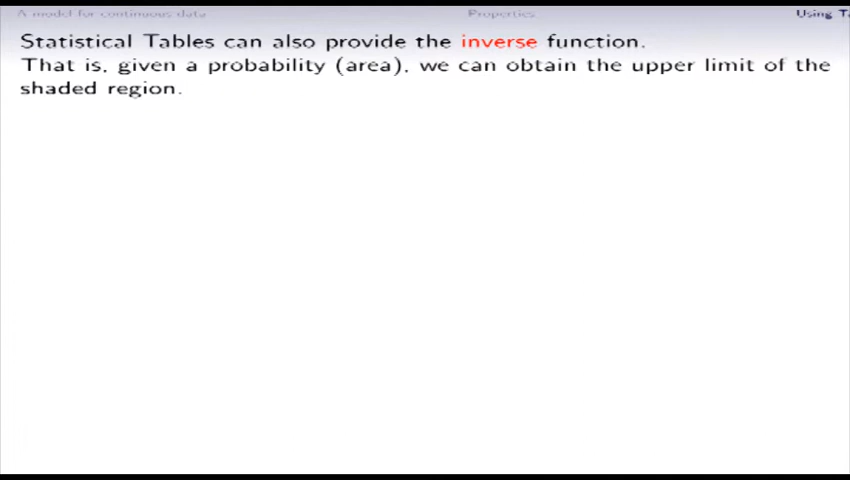 A model for continuous data Properties Using
Statistical Tables can also provide the inverse function.
That is, given a probability (area), we can obtain the upper limit of the
shaded region.